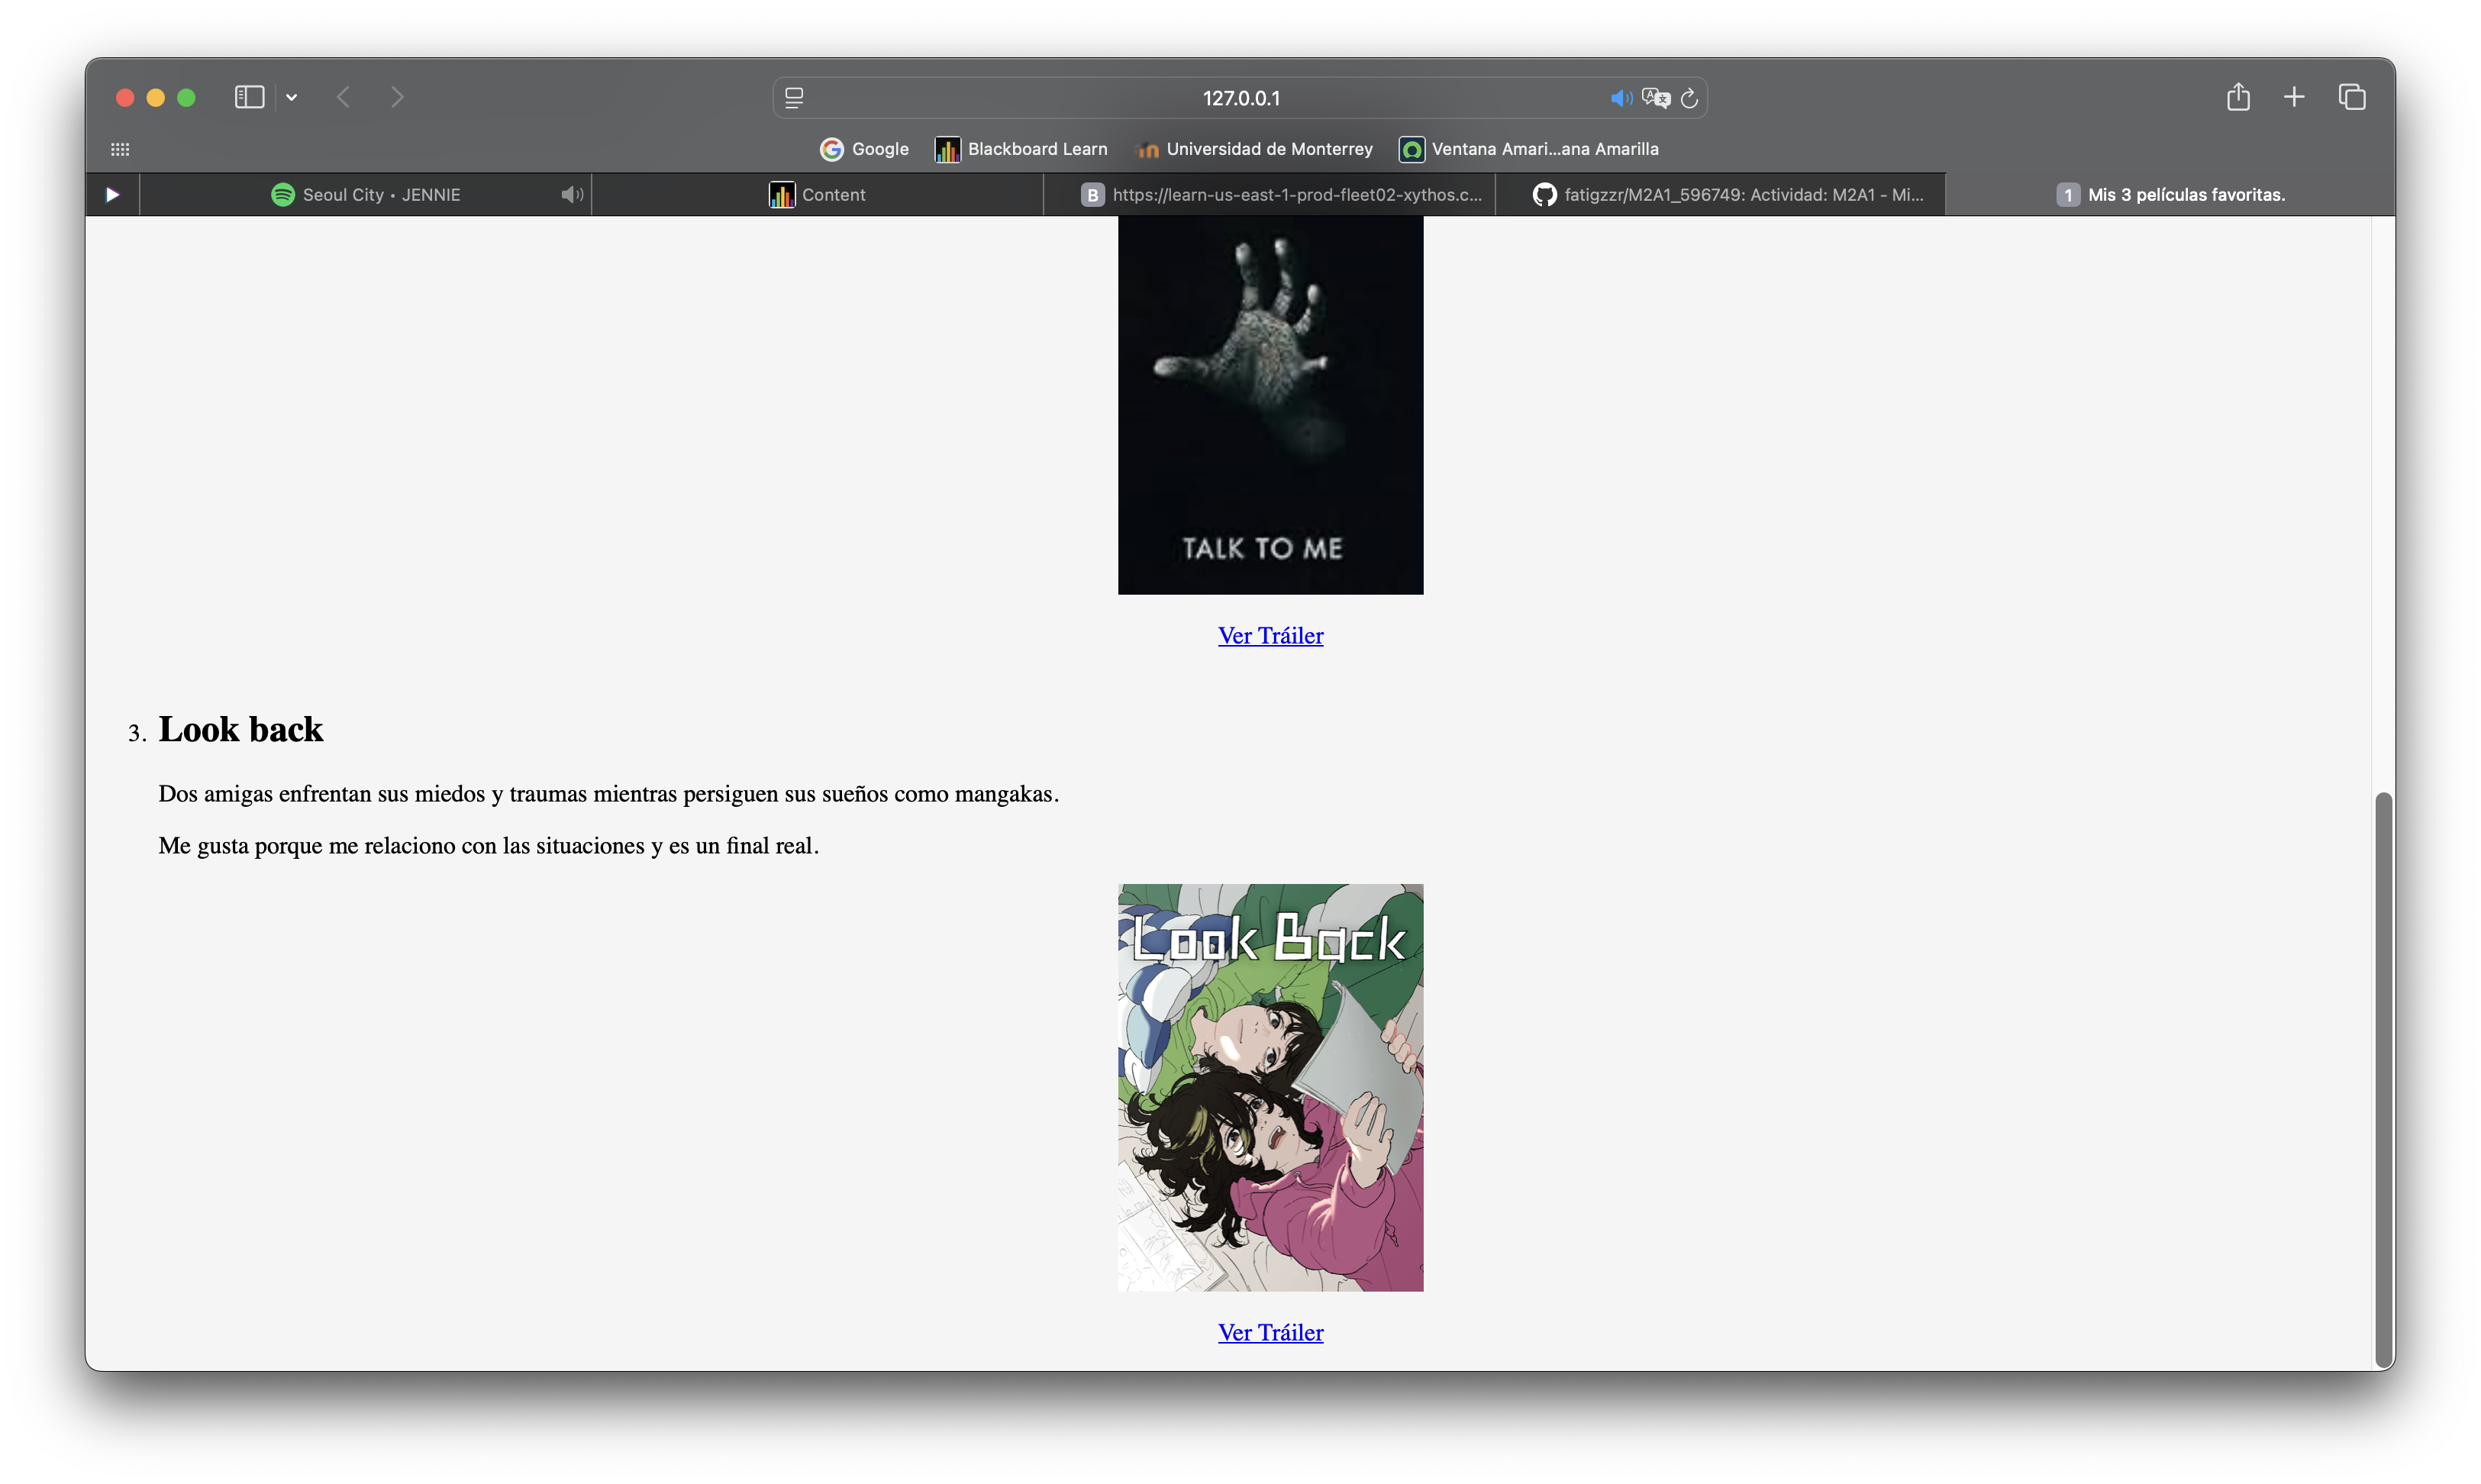 127.0.0.1
Google
Blackboard Learn
Universidad de Monterrey
Ventana Amari...ana Amarilla
Seoul City • JENNIE
Content
B
https://learn-us-east-1-prod-fleet02-xythos.c...
fatigzzr/M2A1_596749: Actividad: M2A1 - Mi...
1
Mis 3 películas favoritas.
TALK TO ME
Ver Tráiler
3. Look back
Dos amigas enfrentan sus miedos y traumas mientras persiguen sus sueños como mangakas.
Me gusta porque me relaciono con las situaciones y es un final real.
Look Back
Ver Tráiler